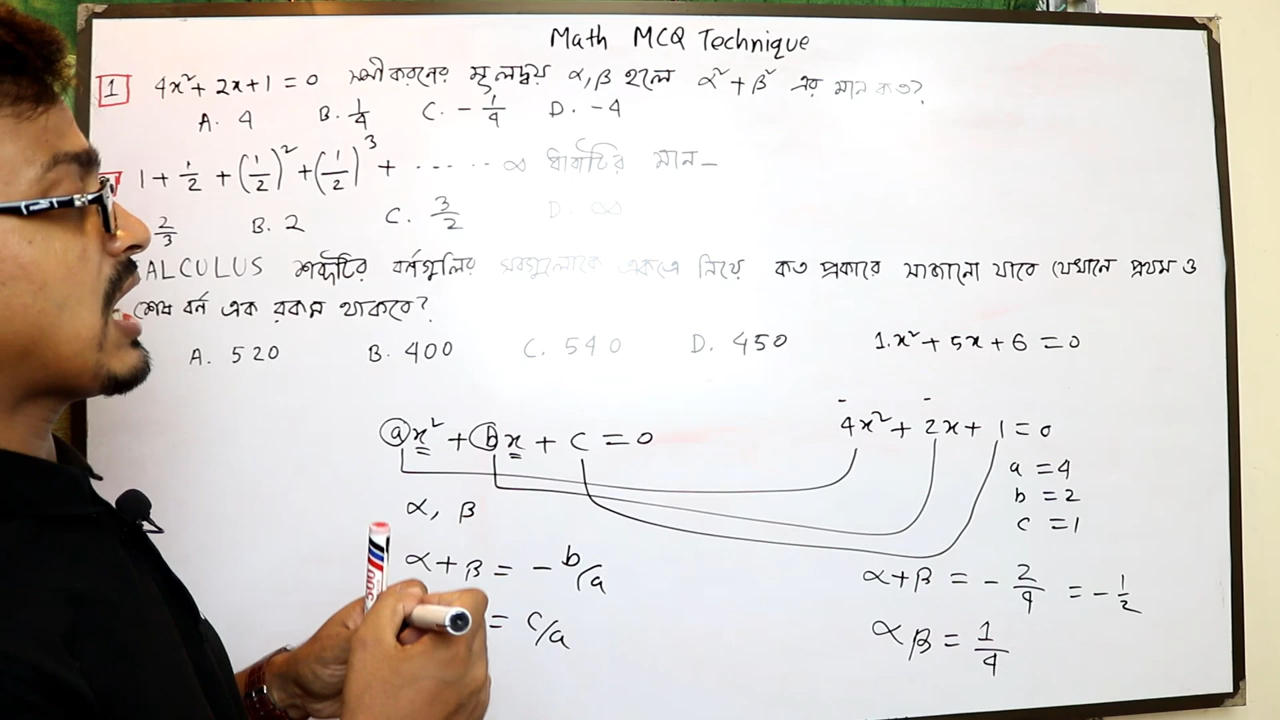 Math MCQ Technique
1 4x² + 2x + 1 = 0 সমীকরনের মূলদ্বয় α, β হলে α² + β² এর মান কত?
A. 4 B. 1/4 C. - 1/4 D. -4
1 + 1/2 + (1/2)² + (1/2)³ + ...... ∞ ধারাটির মান-
2/3 B. 2 C. 3/2 D. ∞
ALCULUS শব্দটির বর্নগুলির সবগুলোকে একত্রে নিয়ে কত প্রকারে সাজানো যাবে যেখানে প্রথম ও
শেষ বর্ন এক রকম থাকবে?
A. 520 B. 400 C. 540 D. 450
1. x² + 5x + 6 = 0
ax² + bx + c = 0
α, β
α + β = - b/a
= c/a
4x² + 2x + 1 = 0
a = 4
b = 2
c = 1
α + β = - 2/4 = - 1/2
αβ = 1/4